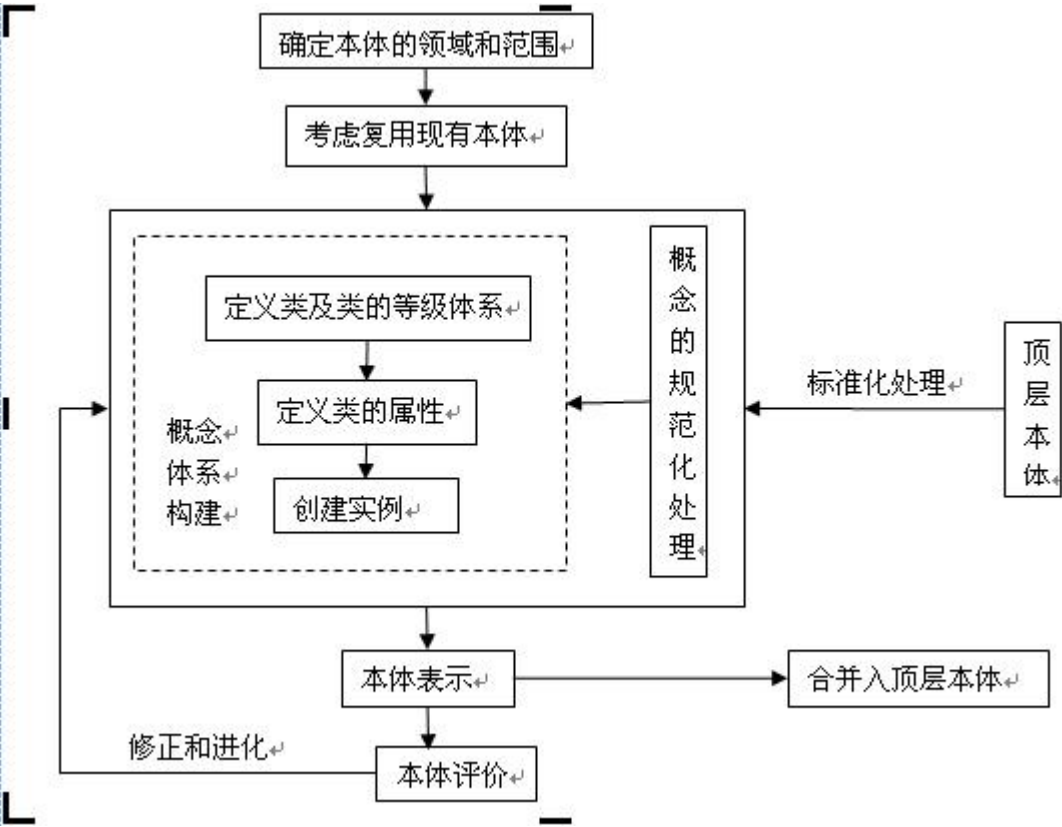 确定本体的领域和范围
考虑复用现有本体
定义类及类的等级体系
定义类的属性
创建实例
概念
体系
构建
概念的规范化处理
标准化处理
顶层本体
本体表示
合并入顶层本体
修正和进化
本体评价